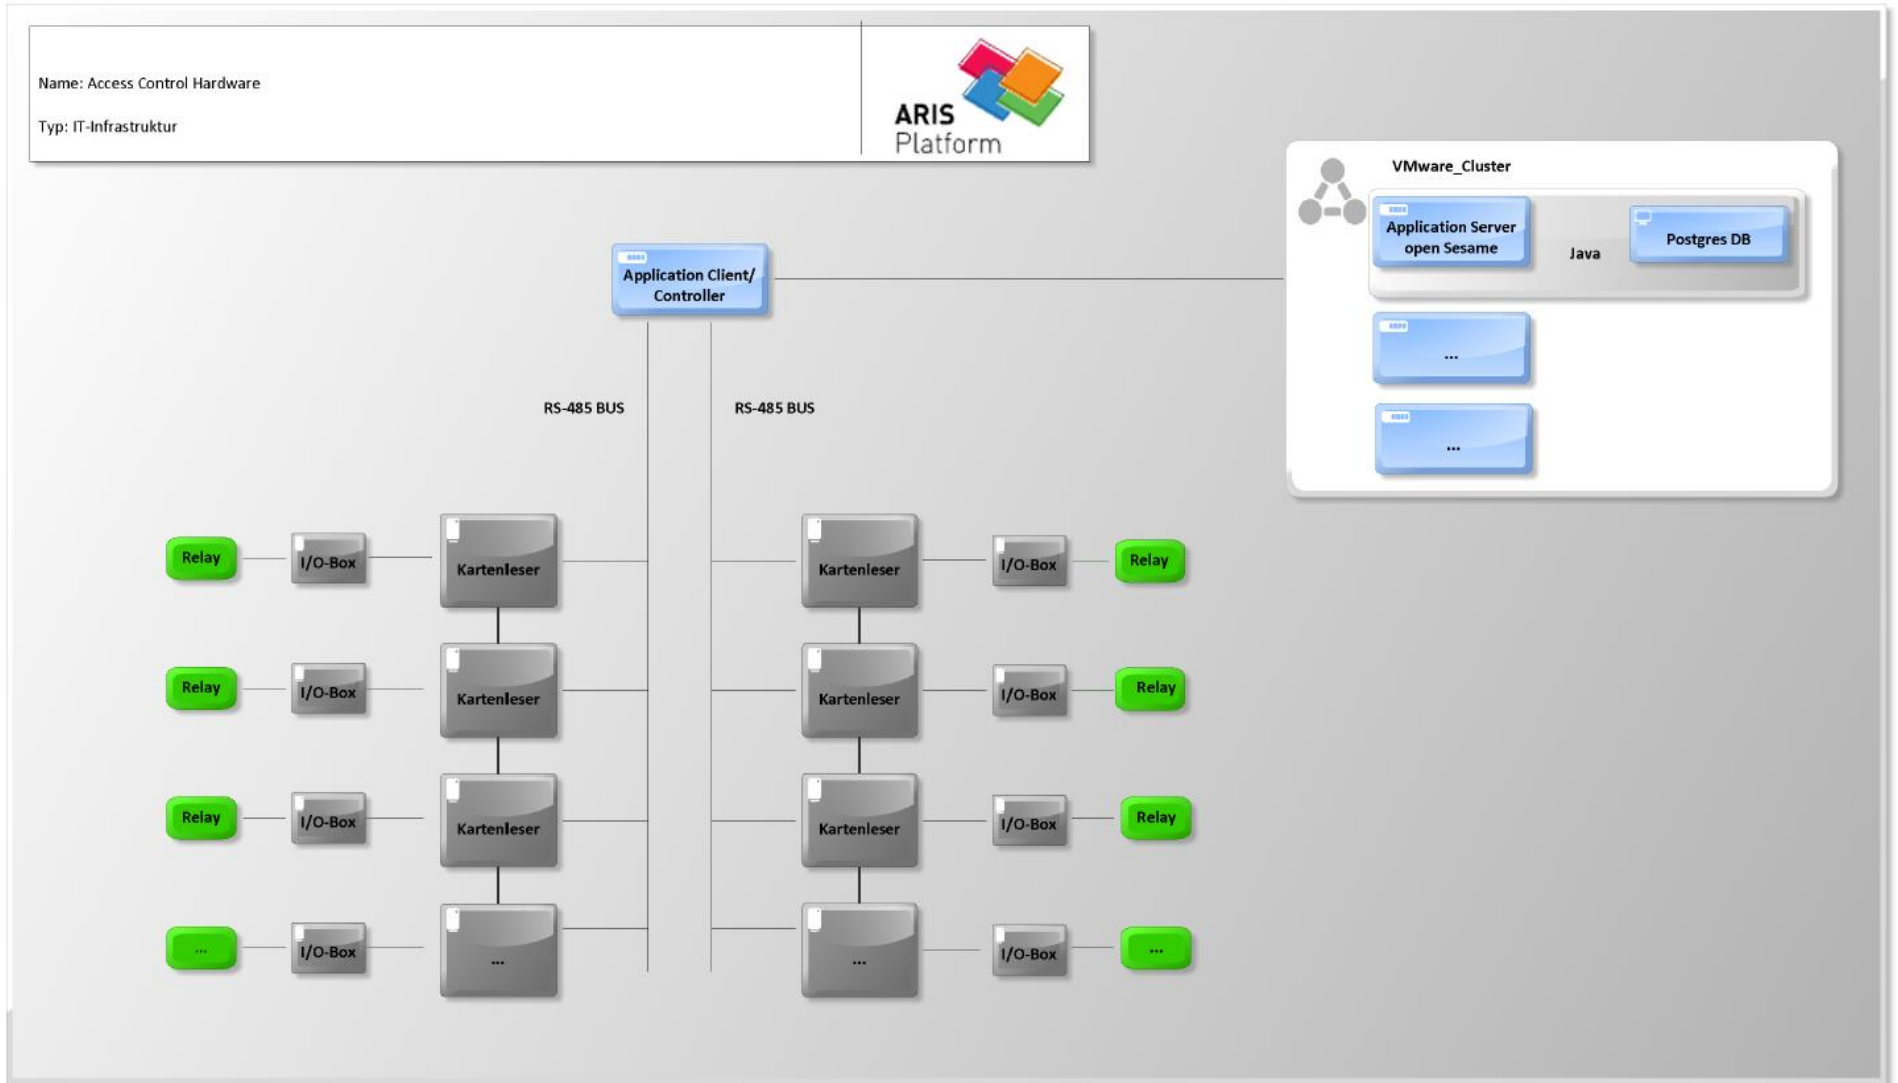 Name: Access Control Hardware
Typ: IT-Infrastruktur
ARIS
Platform
VMware_Cluster
Application Server
open Sesame
Java
Postgres DB
Application Client/
Controller
...
...
RS-485 BUS
RS-485 BUS
Relay
I/O-Box
Kartenleser
Kartenleser
I/O-Box
Relay
Relay
I/O-Box
Kartenleser
Kartenleser
I/O-Box
Relay
Relay
I/O-Box
Kartenleser
Kartenleser
I/O-Box
Relay
...
I/O-Box
...
...
I/O-Box
...